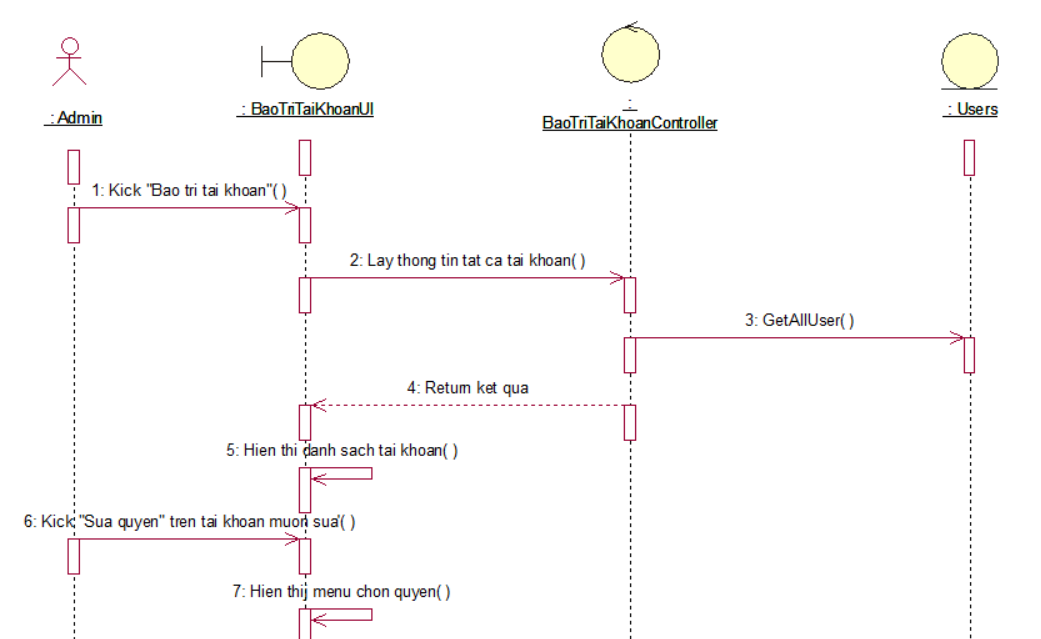 : Admin
: BaoTriTaiKhoanUI
:
BaoTriTaiKhoanController
: Users
1: Kick "Bao tri tai khoan"( )
2: Lay thong tin tat ca tai khoan( )
3: GetAllUser( )
4: Return ket qua
5: Hien thi danh sach tai khoan( )
6: Kick "Sua quyen" tren tai khoan muon sua'( )
7: Hien thi menu chon quyen( )